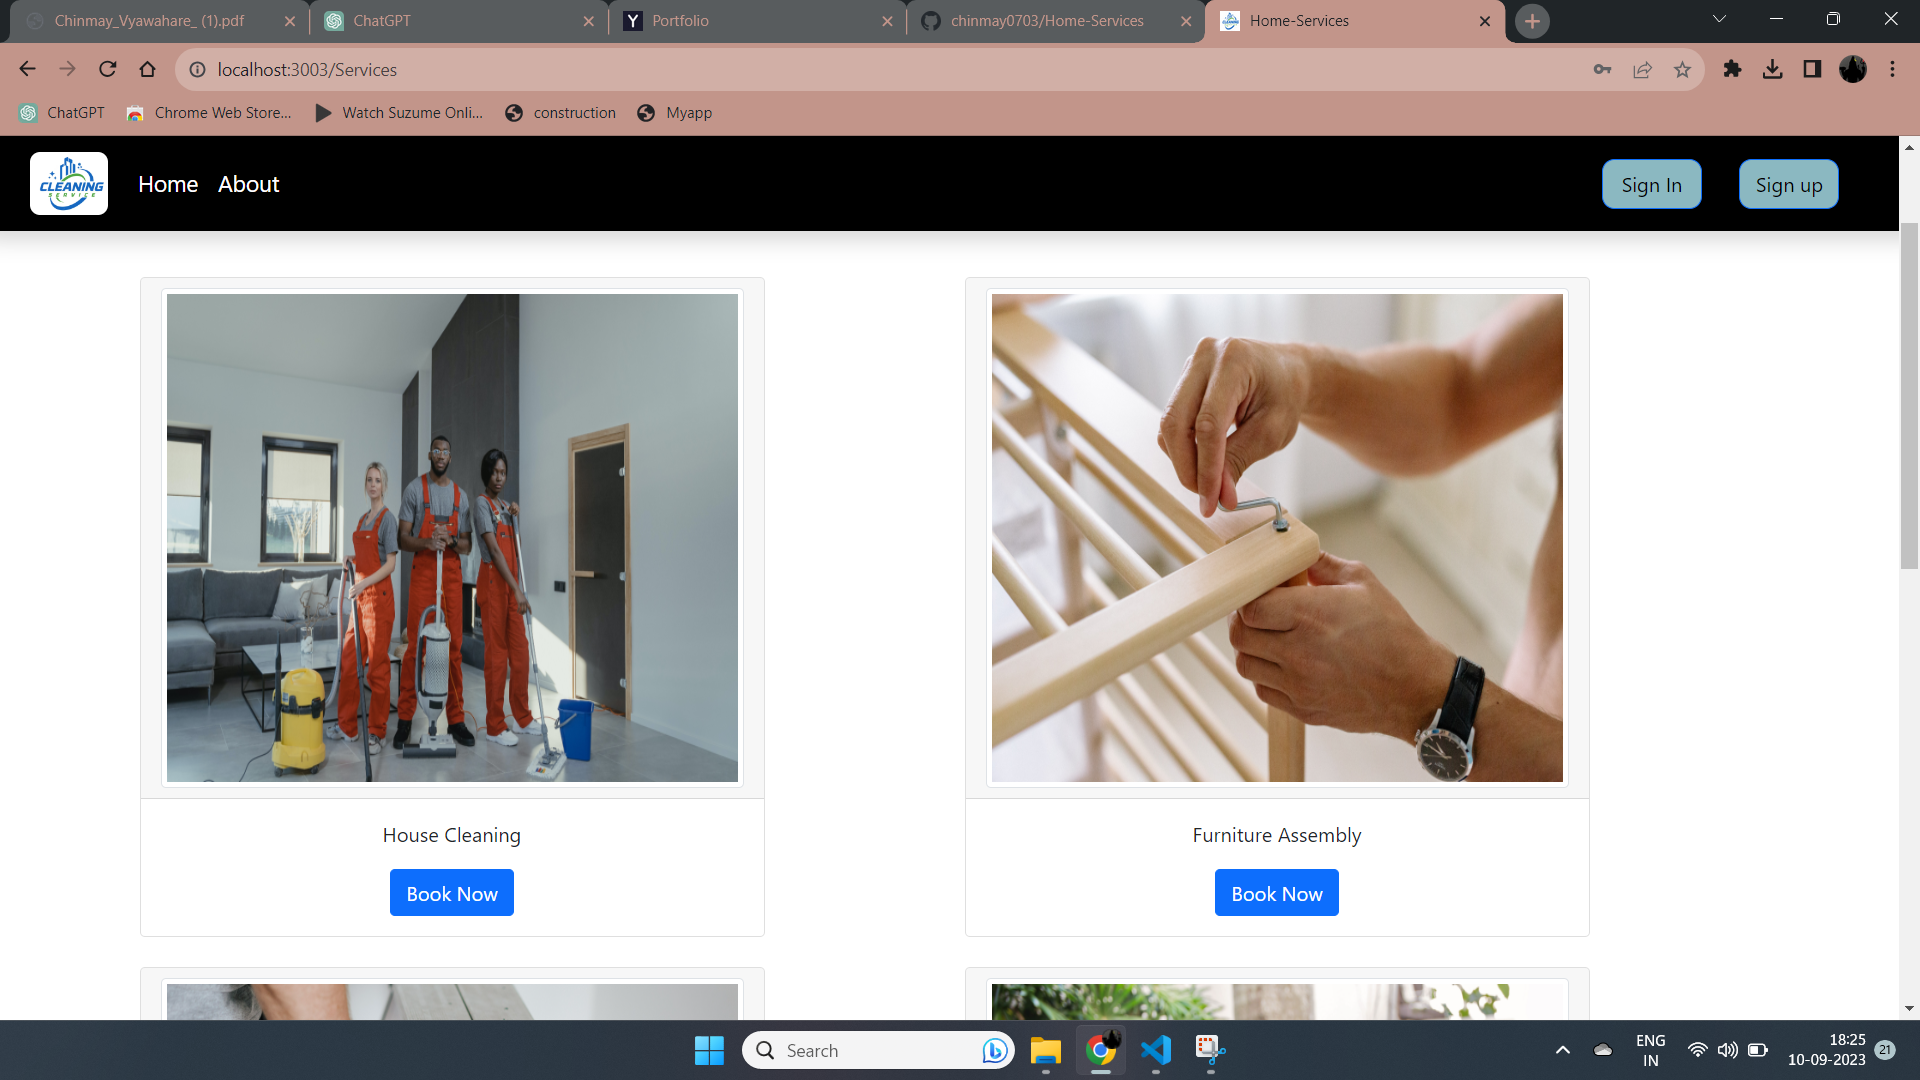 Chinmay_Vyawahare_ (1).pdf
ChatGPT
Y Portfolio
chinmay0703/Home-Services
Home-Services
localhost:3003/Services
ChatGPT
Chrome Web Store...
Watch Suzume Onli...
construction
Myapp
CLEANING
SERVICE
Home
About
Sign In
Sign up
House Cleaning
Furniture Assembly
Book Now
Book Now
Search
ENG
IN
18:25
10-09-2023
21